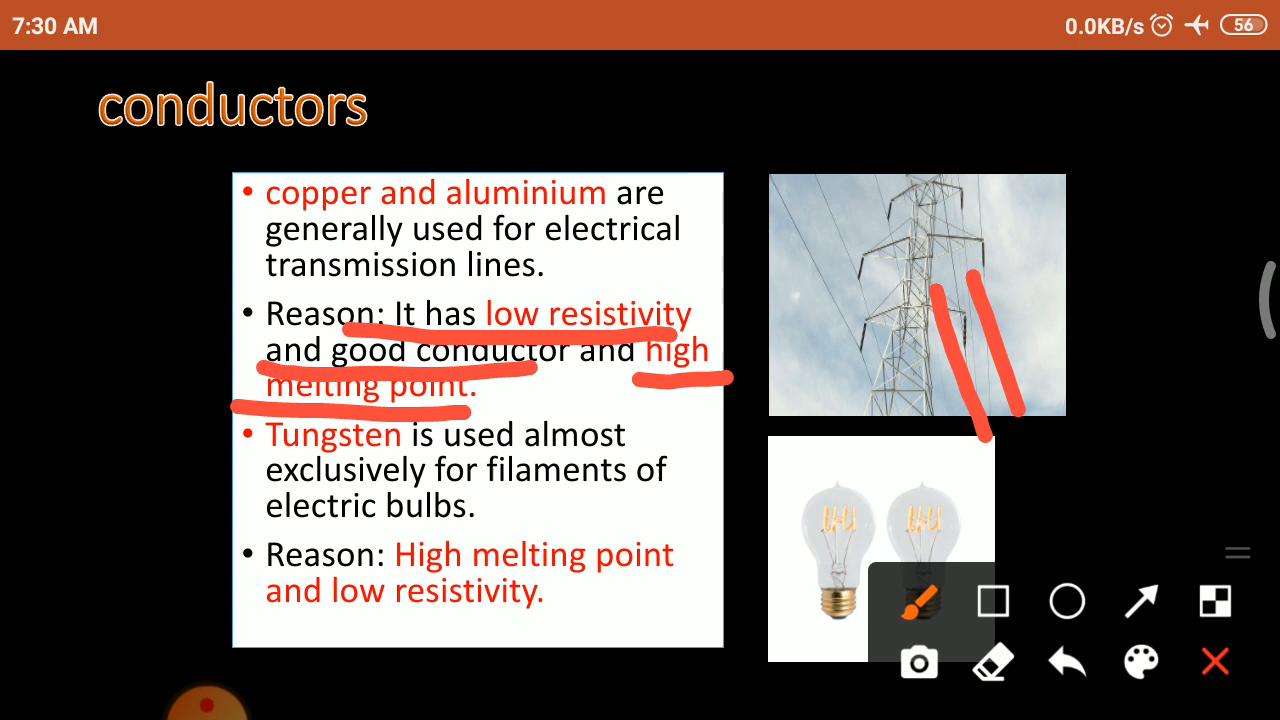 7:30 AM
0.0KB/s
56
conductors
• copper and aluminium are
generally used for electrical
transmission lines.
• Reason: It has low resistivity
and good conductor and high
melting point.
• Tungsten is used almost
exclusively for filaments of
electric bulbs.
• Reason: High melting point
and low resistivity.